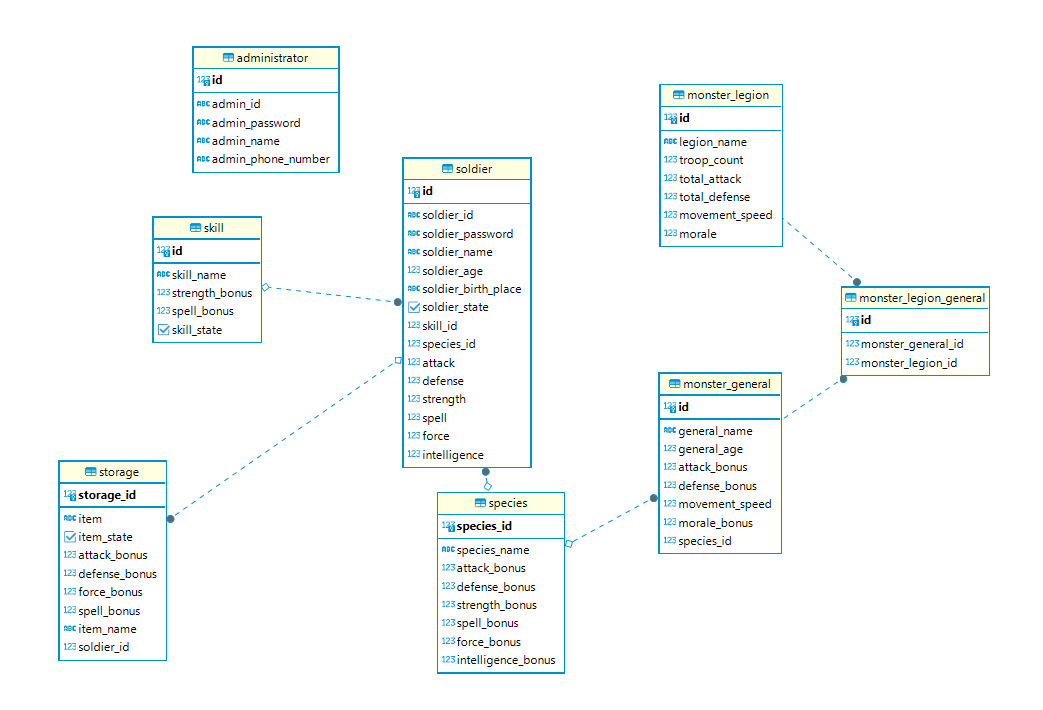 administrator
123 id
ABC admin_id
ABC admin_password
ABC admin_name
ABC admin_phone_number
monster_legion
123 id
ABC legion_name
123 troop_count
123 total_attack
123 total_defense
123 movement_speed
123 morale
soldier
123 id
ABC soldier_id
ABC soldier_password
ABC soldier_name
123 soldier_age
ABC soldier_birth_place
soldier_state
123 skill_id
123 species_id
123 attack
123 defense
123 strength
123 spell
123 force
123 intelligence
skill
123 id
ABC skill_name
123 strength_bonus
123 spell_bonus
skill_state
monster_legion_general
123 id
123 monster_general_id
123 monster_legion_id
monster_general
123 id
ABC general_name
123 general_age
123 attack_bonus
123 defense_bonus
123 movement_speed
123 morale_bonus
123 species_id
storage
123 storage_id
ABC item
item_state
123 attack_bonus
123 defense_bonus
123 force_bonus
123 spell_bonus
ABC item_name
123 soldier_id
species
123 species_id
ABC species_name
123 attack_bonus
123 defense_bonus
123 strength_bonus
123 spell_bonus
123 force_bonus
123 intelligence_bonus